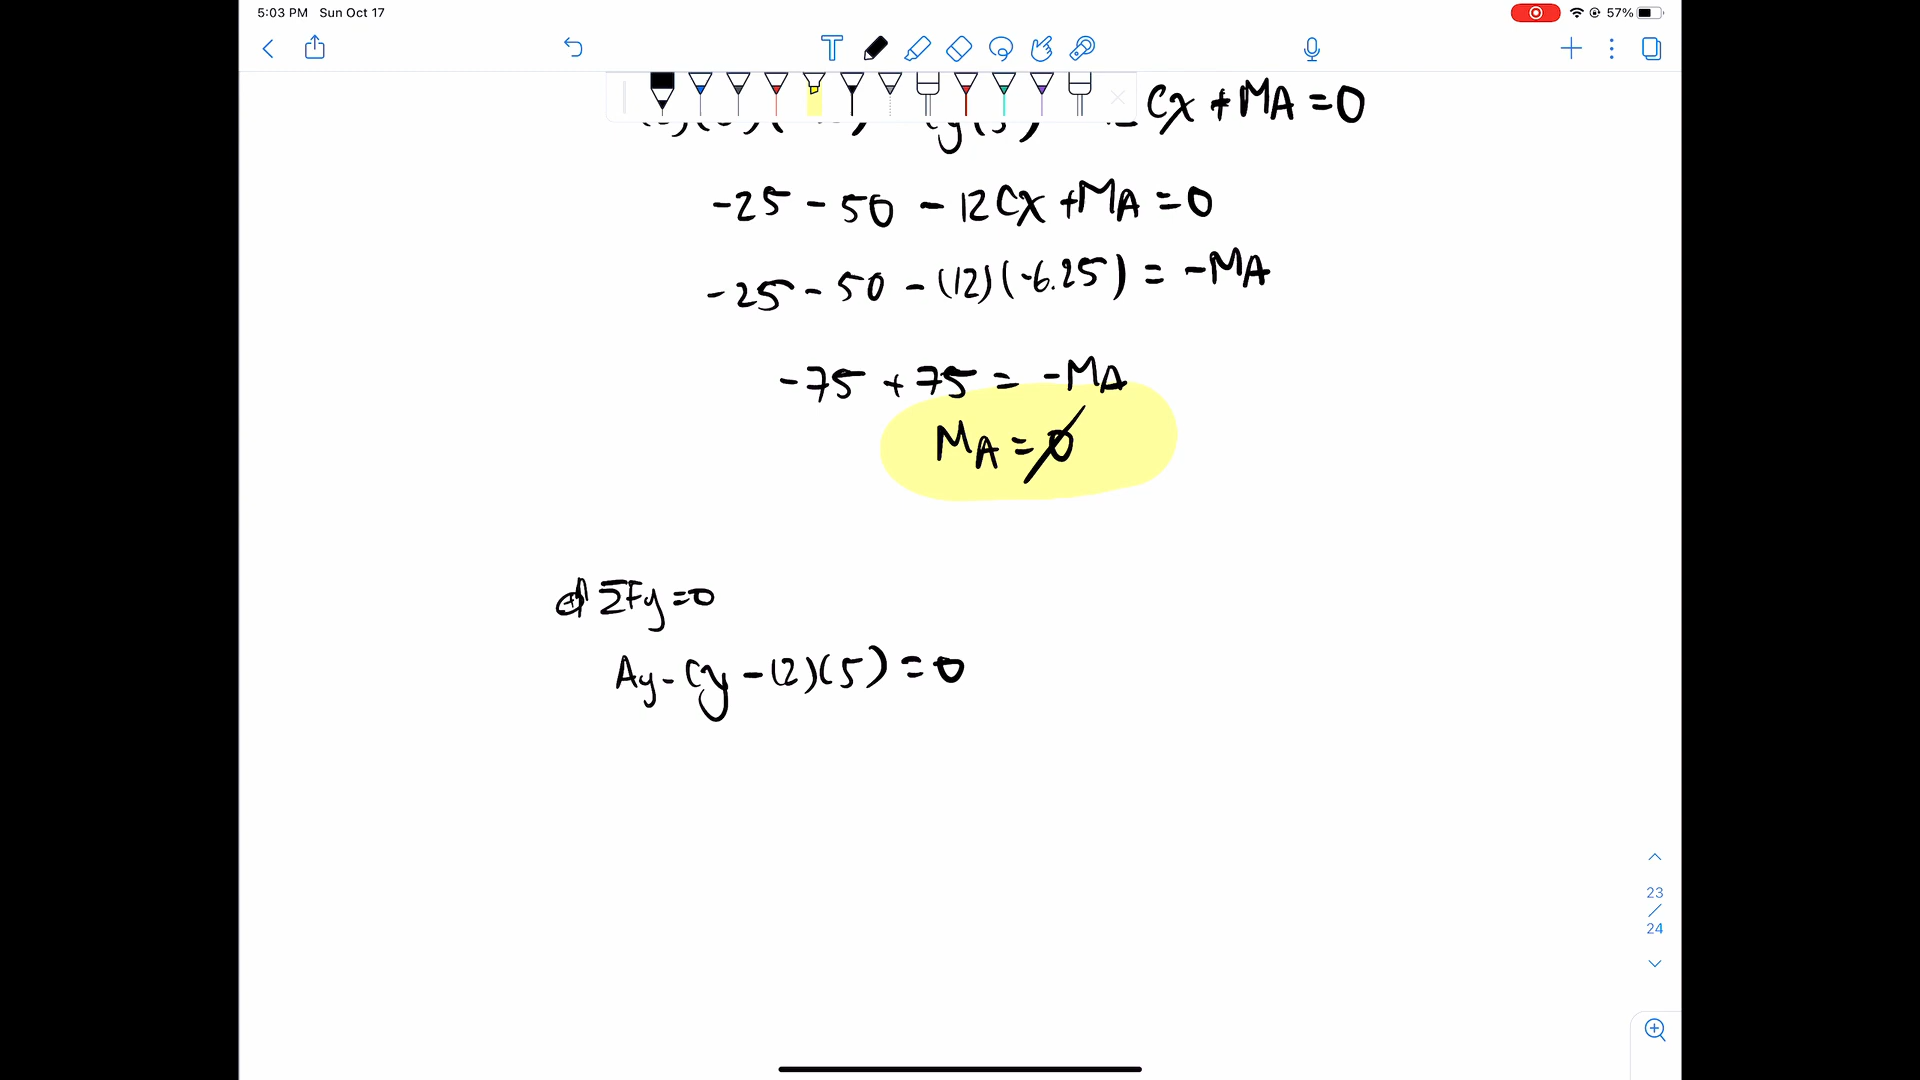 5:03 PM Sun Oct 17
57%
T
Cx + MA = 0
-25 - 50 - 12Cx + MA = 0
-25 - 50 - (12)(-6.25) = -MA
-75 + 75 = -MA
MA = 0
ΣFy = 0
Ay - Cy - (2)(5) = 0
23
/
24